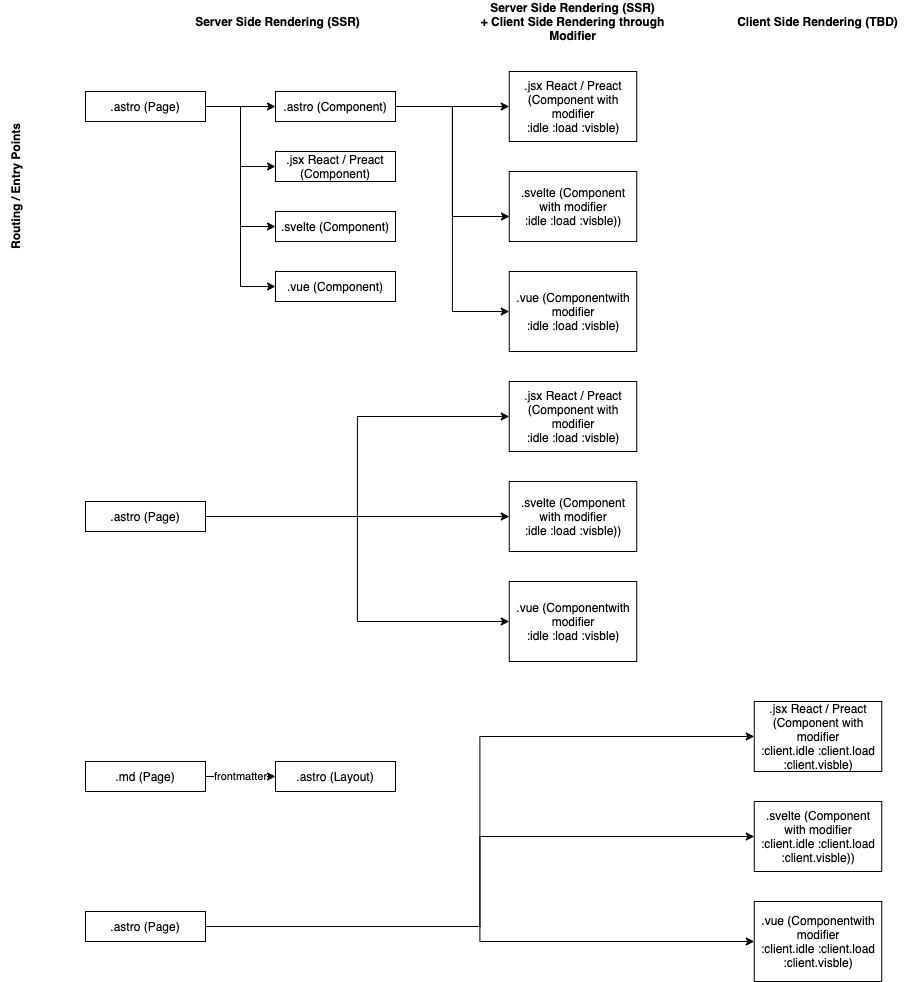 Server Side Rendering (SSR)
Server Side Rendering (SSR)
+ Client Side Rendering through
Modifier
Client Side Rendering (TBD)
Routing / Entry Points
.astro (Page)
.astro (Component)
.jsx React / Preact
(Component)
.svelte (Component)
.vue (Component)
.jsx React / Preact
(Component with
modifier
:idle :load :visble)
.svelte (Component
with modifier
:idle :load :visble))
.vue (Componentwith
modifier
:idle :load :visble)
.astro (Page)
.jsx React / Preact
(Component with
modifier
:idle :load :visble)
.svelte (Component
with modifier
:idle :load :visble))
.vue (Componentwith
modifier
:idle :load :visble)
.md (Page)
frontmatter
.astro (Layout)
.astro (Page)
.jsx React / Preact
(Component with
modifier
:client.idle :client.load
:client.visble)
.svelte (Component
with modifier
:client.idle :client.load
:client.visble))
.vue (Componentwith
modifier
:client.idle :client.load
:client.visble)